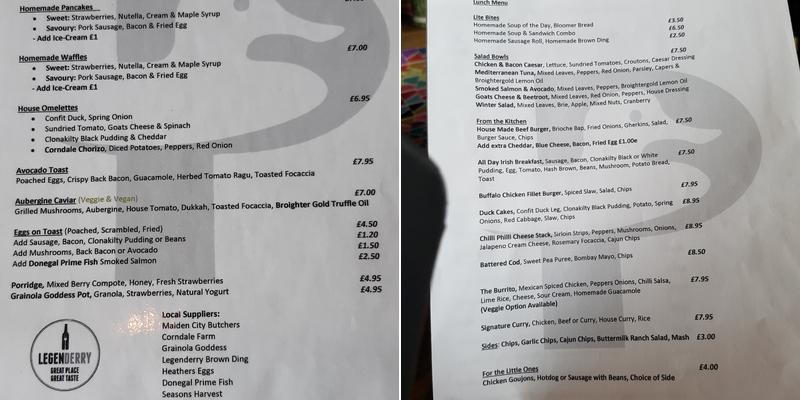 Homemade Pancakes
• Sweet: Strawberries, Nutella, Cream & Maple Syrup
• Savoury: Pork Sausage, Bacon & Fried Egg
- Add Ice-Cream £1
£7.00
Homemade Waffles
• Sweet: Strawberries, Nutella, Cream & Maple Syrup
• Savoury: Pork Sausage, Bacon & Fried Egg
- Add Ice-Cream £1
£6.95
House Omelettes
• Confit Duck, Spring Onion
• Sundried Tomato, Goats Cheese & Spinach
• Clonakilty Black Pudding & Cheddar
• Corndale Chorizo, Diced Potatoes, Peppers, Red Onion
Avocado Toast £7.95
Poached Eggs, Crispy Back Bacon, Guacamole, Herbed Tomato Ragu, Toasted Focaccia
Aubergine Caviar (Veggie & Vegan) £7.00
Grilled Mushrooms, Aubergine, House Tomato, Dukkah, Toasted Focaccia, Broighter Gold Truffle Oil
Eggs on Toast (Poached, Scrambled, Fried) £4.50
Add Sausage, Bacon, Clonakilty Pudding or Beans £1.20
Add Mushrooms, Back Bacon or Avocado £1.50
Add Donegal Prime Fish Smoked Salmon £2.50
Porridge, Mixed Berry Compote, Honey, Fresh Strawberries £4.95
Grainola Goddess Pot, Granola, Strawberries, Natural Yogurt £4.95
Local Suppliers:
Maiden City Butchers
Corndale Farm
Grainola Goddess
Legenderry Brown Ding
Heathers Eggs
Donegal Prime Fish
Seasons Harvest
LEGENDERRY
GREAT PLACE
GREAT TASTE
Lunch Menu
Lite Bites
Homemade Soup of the Day, Bloomer Bread £3.50
Homemade Soup & Sandwich Combo £6.50
Homemade Sausage Roll, Homemade Brown Ding £2.50
Salad Bowls £7.50
Chicken & Bacon Caesar, Lettuce, Sundried Tomatoes, Croutons, Caesar Dressing
Mediterranean Tuna, Mixed Leaves, Peppers, Red Onion, Parsley, Capers &
Broightergold Lemon Oil
Smoked Salmon & Avocado, Mixed Leaves, Peppers, Broightergold Lemon Oil
Goats Cheese & Beetroot, Mixed Leaves, Red Onion, Peppers, House Dressing
Winter Salad, Mixed Leaves, Brie, Apple, Mixed Nuts, Cranberry
From the Kitchen
House Made Beef Burger, Brioche Bap, Fried Onions, Gherkins, Salad, £7.50
Burger Sauce, Chips
Add extra Cheddar, Blue Cheese, Bacon, Fried Egg £1.00e
All Day Irish Breakfast, Sausage, Bacon, Clonakilty Black or White £7.50
Pudding, Egg, Tomato, Hash Brown, Beans, Mushroom, Potato Bread,
Toast
Buffalo Chicken Fillet Burger, Spiced Slaw, Salad, Chips £7.95
Duck Cakes, Confit Duck Leg, Clonakilty Black Pudding, Potato, Spring £8.95
Onions, Red Cabbage, Slaw, Chips
Chilli Philli Cheese Stack, Sirloin Strips, Peppers, Mushrooms, Onions, £8.95
Jalapeno Cream Cheese, Rosemary Focaccia, Cajun Chips
Battered Cod, Sweet Pea Puree, Bombay Mayo, Chips £8.50
The Burrito, Mexican Spiced Chicken, Peppers Onions, Chilli Salsa, £7.95
Lime Rice, Cheese, Sour Cream, Homemade Guacamole
(Veggie Option Available)
Signature Curry, Chicken, Beef or Curry, House Curry, Rice £7.95
Sides: Chips, Garlic Chips, Cajun Chips, Buttermilk Ranch Salad, Mash £3.00
For the Little Ones £4.00
Chicken Goujons, Hotdog or Sausage with Beans, Choice of Side